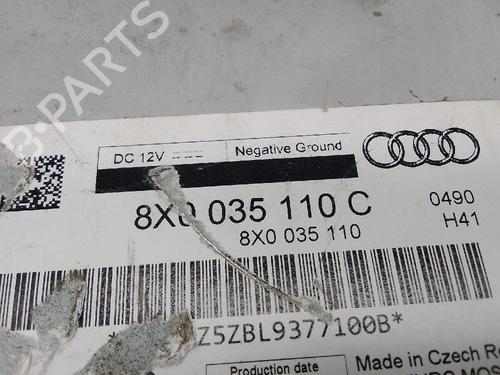 B-PARTS
DC 12V
Negative Ground
8X0 035 110 C
0490
8X0 035 110
H41
Z5ZBL9377100B*
Production date
Made in Czech Re